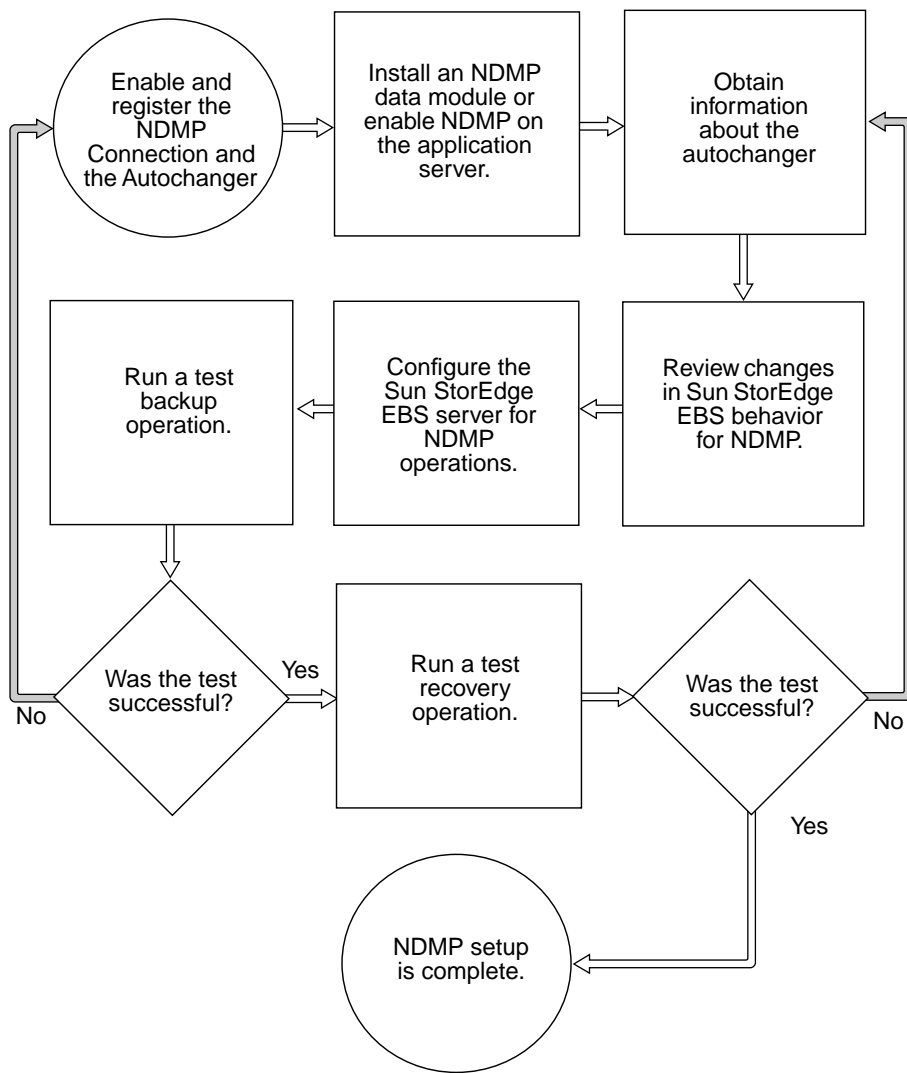 Enable and
register the
NDMP
Connection and
the Autochanger
Install an NDMP
data module or
enable NDMP on
the application
server.
Obtain
information
about the
autochanger
Review changes
in Sun StorEdge
EBS behavior
for NDMP.
Configure the
Sun StorEdge
EBS server for
NDMP
operations.
Run a test
backup
operation.
Was the test
successful?
No
Yes
Run a test
recovery
operation.
Was the test
successful?
No
Yes
NDMP setup
is complete.